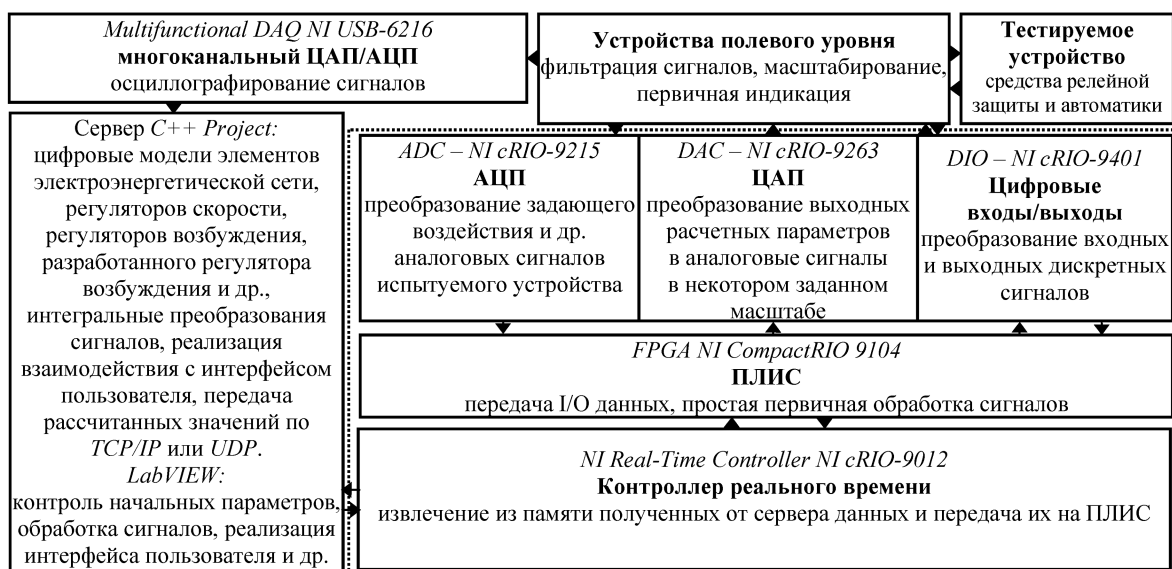 Multifunctional DAQ NI USB-6216
многоканальный ЦАП/АЦП
осциллографирование сигналов
Устройства полевого уровня
фильтрация сигналов, масштабирование,
первичная индикация
Тестируемое
устройство
средства релейной
защиты и автоматики
Сервер C++ Project:
цифровые модели элементов
электроэнергетической сети,
регуляторов скорости,
регуляторов возбуждения,
разработанного регулятора
возбуждения и др.,
интегральные преобразования
сигналов, реализация
взаимодействия с интерфейсом
пользователя, передача
рассчитанных значений по
TCP/IP или UDP.
LabVIEW:
контроль начальных параметров,
обработка сигналов, реализация
интерфейса пользователя и др.
ADC – NI cRIO-9215
АЦП
преобразование задающего
воздействия и др.
аналоговых сигналов
испытуемого устройства
DAC – NI cRIO-9263
ЦАП
преобразование выходных
расчетных параметров
в аналоговые сигналы
в некотором заданном
масштабе
DIO – NI cRIO-9401
Цифровые
входы/выходы
преобразование входных
и выходных дискретных
сигналов
FPGA NI CompactRIO 9104
ПЛИС
передача I/O данных, простая первичная обработка сигналов
NI Real-Time Controller NI cRIO-9012
Контроллер реального времени
извлечение из памяти полученных от сервера данных и передача их на ПЛИС